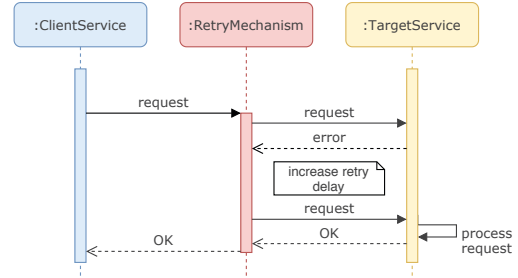 :ClientService
:RetryMechanism
:TargetService
request
request
error
increase retry
delay
request
OK
process
request
OK